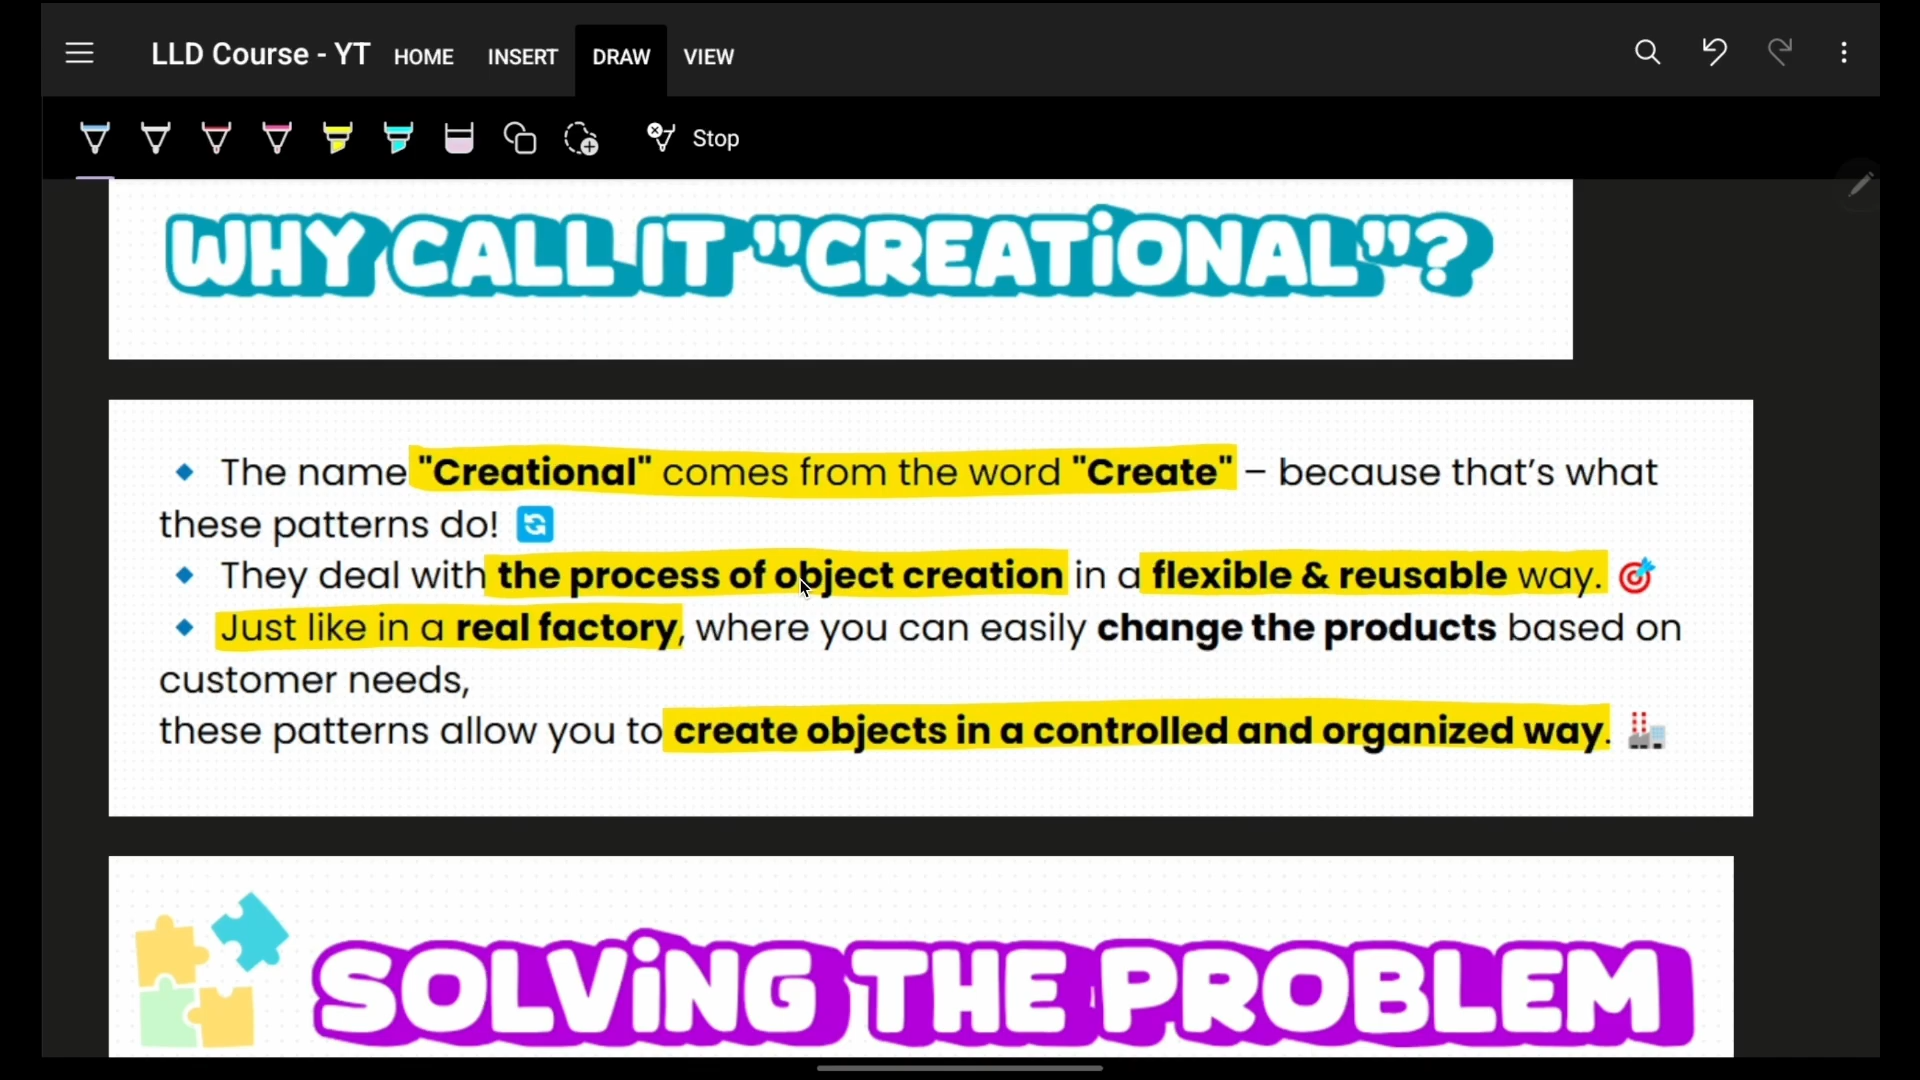 LLD Course - YT HOME INSERT DRAW VIEW
Stop
WHY CALL IT "CREATIONAL"?
The name "Creational" comes from the word "Create" – because that's what
these patterns do!
They deal with the process of object creation in a flexible & reusable way.
Just like in a real factory, where you can easily change the products based on
customer needs,
these patterns allow you to create objects in a controlled and organized way.
SOLVING THE PROBLEM